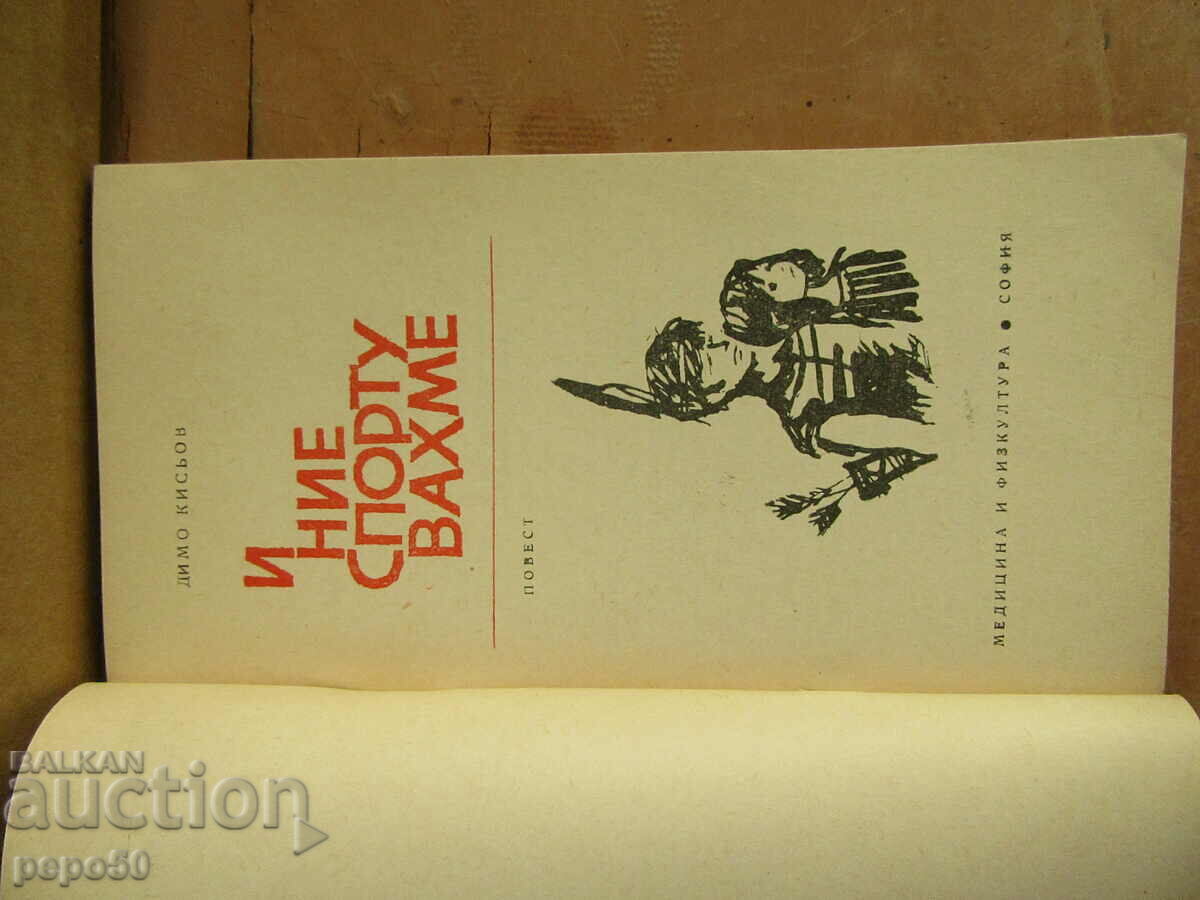 ДИМО КИСЬОВ
И
НИЕ
СПОРТУ
ВАХМЕ
ПОВЕСТ
МЕДИЦИНА И ФИЗКУЛТУРА • СОФИЯ
BALKAN
auction
pepo50